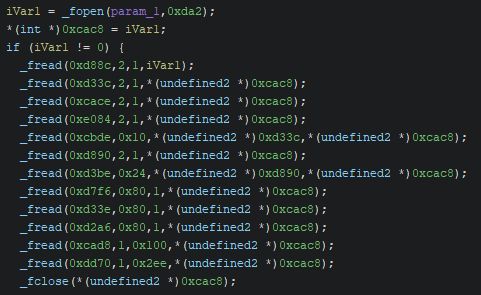 iVar1 = _fopen(param_1,0xda2);
*(int *)0xcac8 = iVar1;
if (iVar1 != 0) {
_fread(0xd88c,2,1,iVar1);
_fread(0xd33c,2,1,*(undefined2 *)0xcac8);
_fread(0xcace,2,1,*(undefined2 *)0xcac8);
_fread(0xe084,2,1,*(undefined2 *)0xcac8);
_fread(0xcbde,0x10,*(undefined2 *)0xd33c,*(undefined2 *)0xcac8);
_fread(0xd890,2,1,*(undefined2 *)0xcac8);
_fread(0xd3be,0x24,*(undefined2 *)0xd890,*(undefined2 *)0xcac8);
_fread(0xd7f6,0x80,1,*(undefined2 *)0xcac8);
_fread(0xd33e,0x80,1,*(undefined2 *)0xcac8);
_fread(0xd2a6,0x80,1,*(undefined2 *)0xcac8);
_fread(0xcad8,1,0x100,*(undefined2 *)0xcac8);
_fread(0xdd70,1,0x2ee,*(undefined2 *)0xcac8);
_fclose(*(undefined2 *)0xcac8);